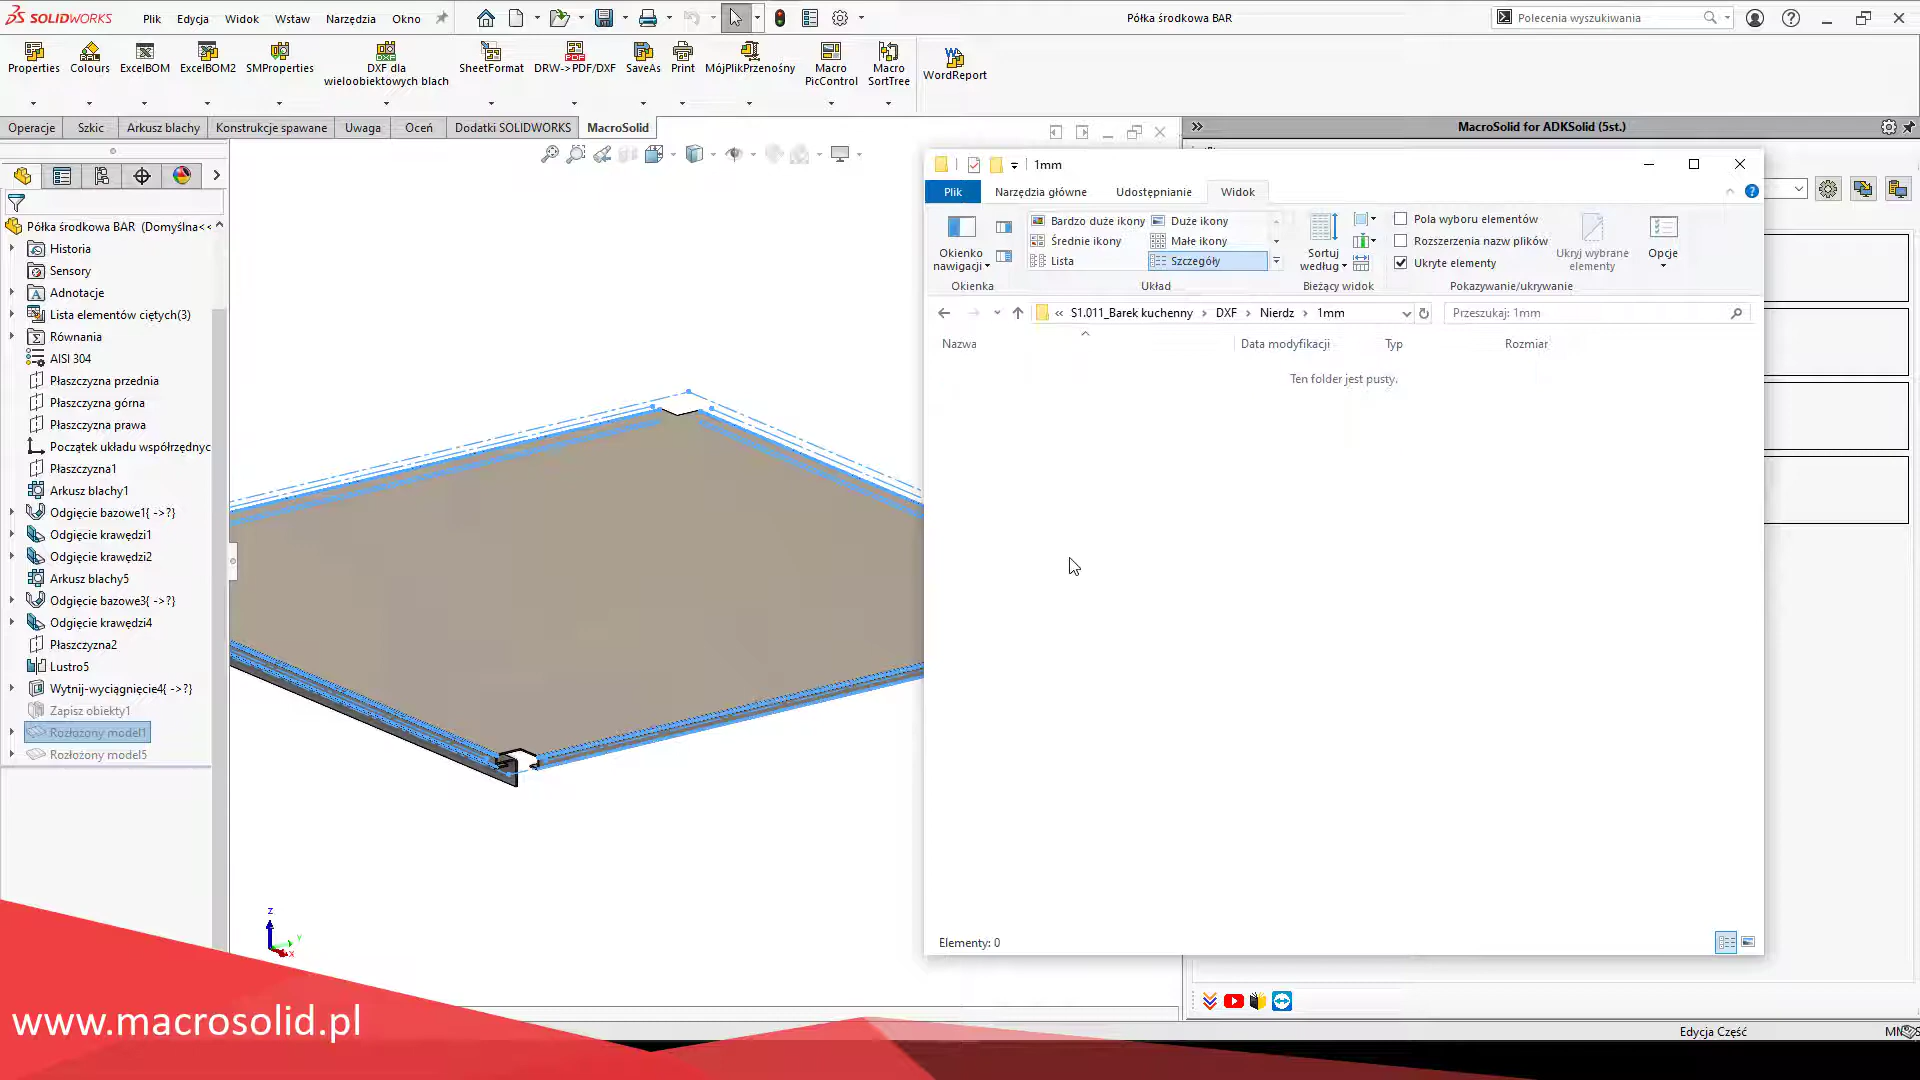 SOLIDWORKS
Plik
Edycja
Widok
Wstaw
Narzędzia
Okno
Półka środkowa BAR
Polecenia wyszukiwania
Properties
Colours
ExcelBOM
ExcelBOM2
SMProperties
DXF dla
wieloobiektowych blach
SheetFormat
DRW->PDF/DXF
SaveAs
Print
MójPlikPrzenośny
Macro
PicControl
Macro
SortTree
WordReport
Operacje
Szkic
Arkusz blachy
Konstrukcje spawane
Uwaga
Oceń
Dodatki SOLIDWORKS
MacroSolid
MacroSolid for ADKSolid (5st.)
Półka środkowa BAR (Domyślna<<
Historia
Sensory
Adnotacje
Lista elementów ciętych(3)
Równania
AISI 304
Płaszczyzna przednia
Płaszczyzna górna
Płaszczyzna prawa
Początek układu współrzędnyc
Płaszczyzna1
Arkusz blachy1
Odgięcie bazowe1{ ->?}
Odgięcie krawędzi1
Odgięcie krawędzi2
Arkusz blachy5
Odgięcie bazowe3{ ->?}
Odgięcie krawędzi4
Płaszczyzna2
Lustro5
Wytnij-wyciągnięcie4{ ->?}
Zapisz obiekty1
Rozłożony model1
Rozłożony model5
1mm
Plik
Narzędzia główne
Udostępnianie
Widok
Okienko
nawigacji
Bardzo duże ikony
Duże ikony
Średnie ikony
Małe ikony
Lista
Szczegóły
Sortuj
według
Pola wyboru elementów
Rozszerzenia nazw plików
Ukryte elementy
Ukryj wybrane
elementy
Opcje
Okienka
Układ
Bieżący widok
Pokazywanie/ukrywanie
« S1.011_Barek kuchenny > DXF > Nierdz > 1mm
Przeszukaj: 1mm
Nazwa
Data modyfikacji
Typ
Rozmiar
Ten folder jest pusty.
Elementy: 0
Z
Y
X
www.macrosolid.pl
Edycja Część